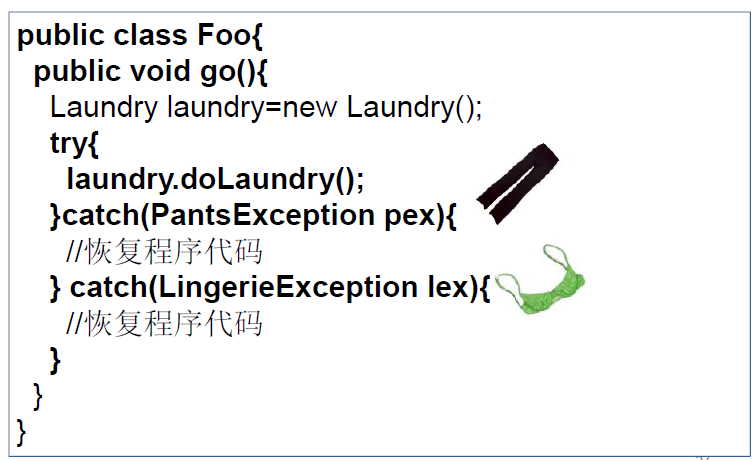 public class Foo{
public void go(){
Laundry laundry=new Laundry();
try{
laundry.doLaundry();
}catch(PantsException pex){
//恢复程序代码
} catch(LingerieException lex){
//恢复程序代码
}
}
}